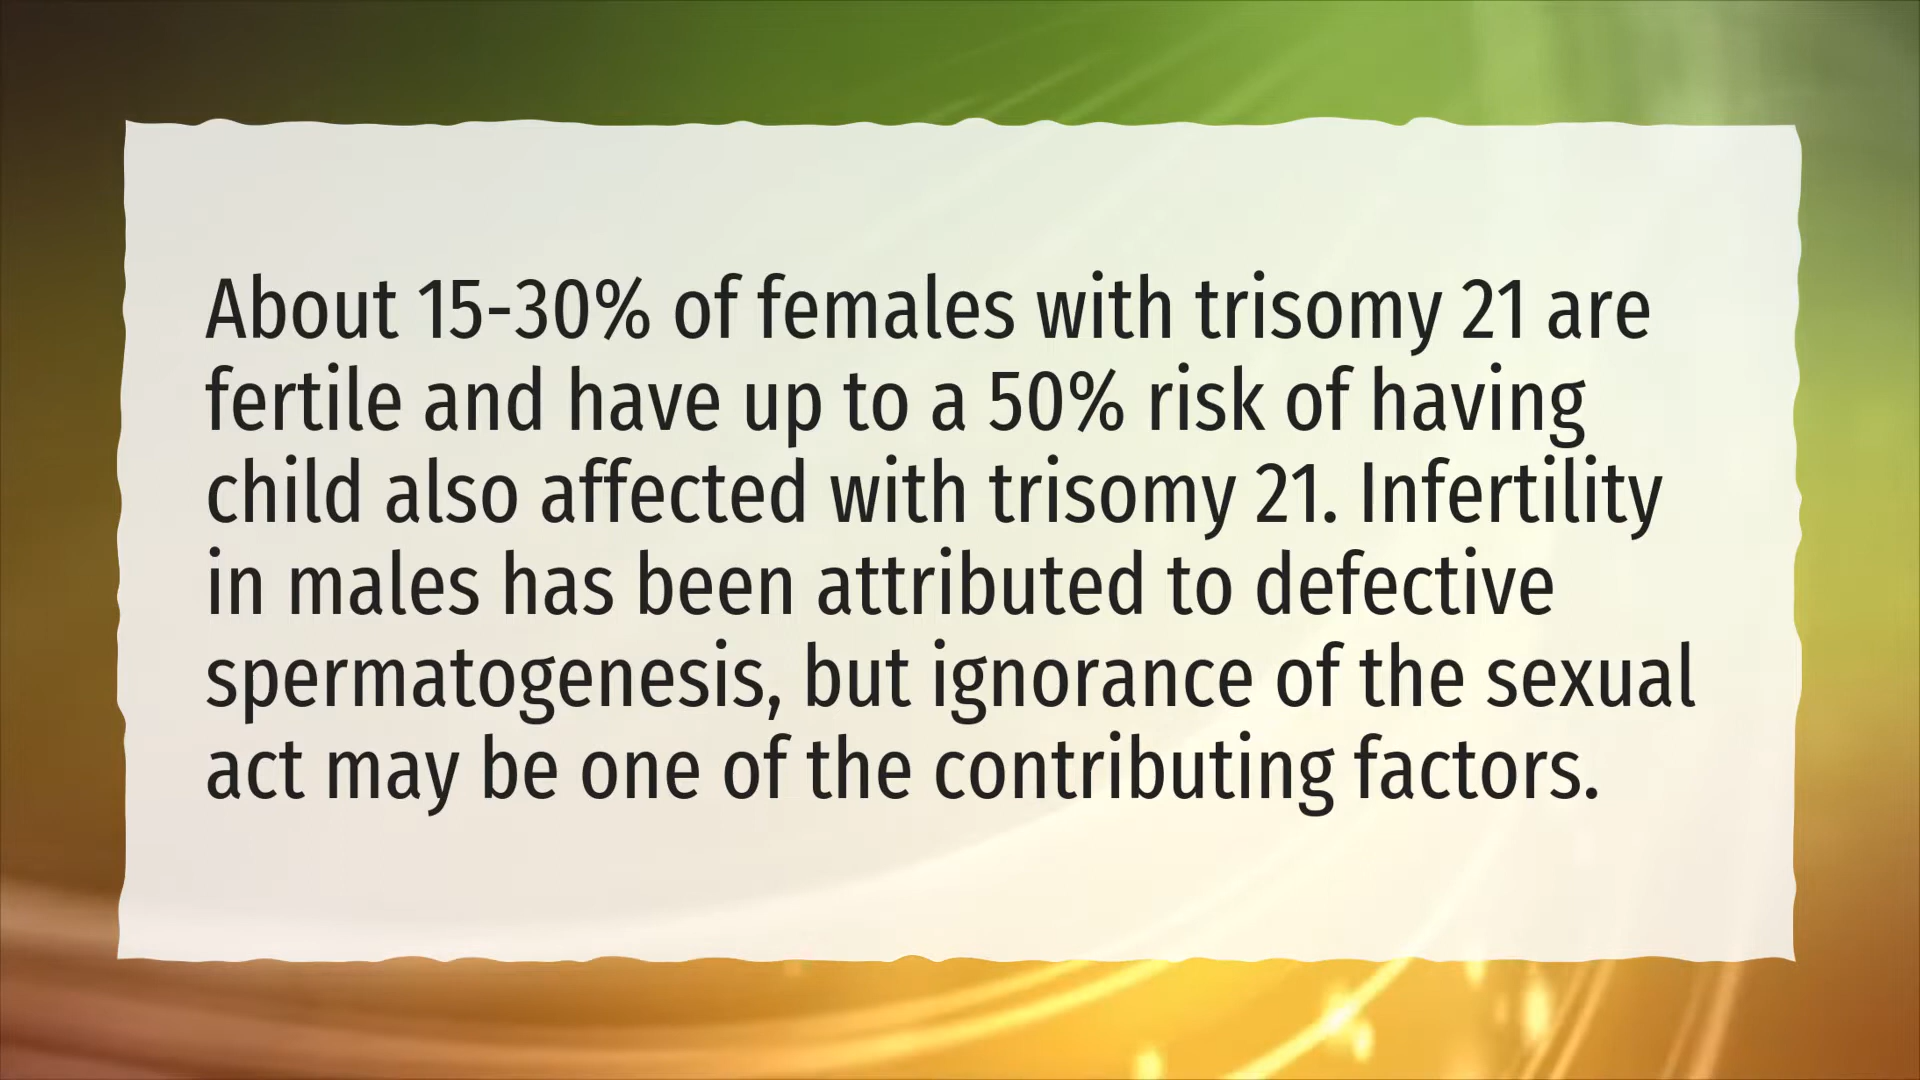 About 15-30% of females with trisomy 21 are
fertile and have up to a 50% risk of having
child also affected with trisomy 21. Infertility
in males has been attributed to defective
spermatogenesis, but ignorance of the sexual
act may be one of the contributing factors.